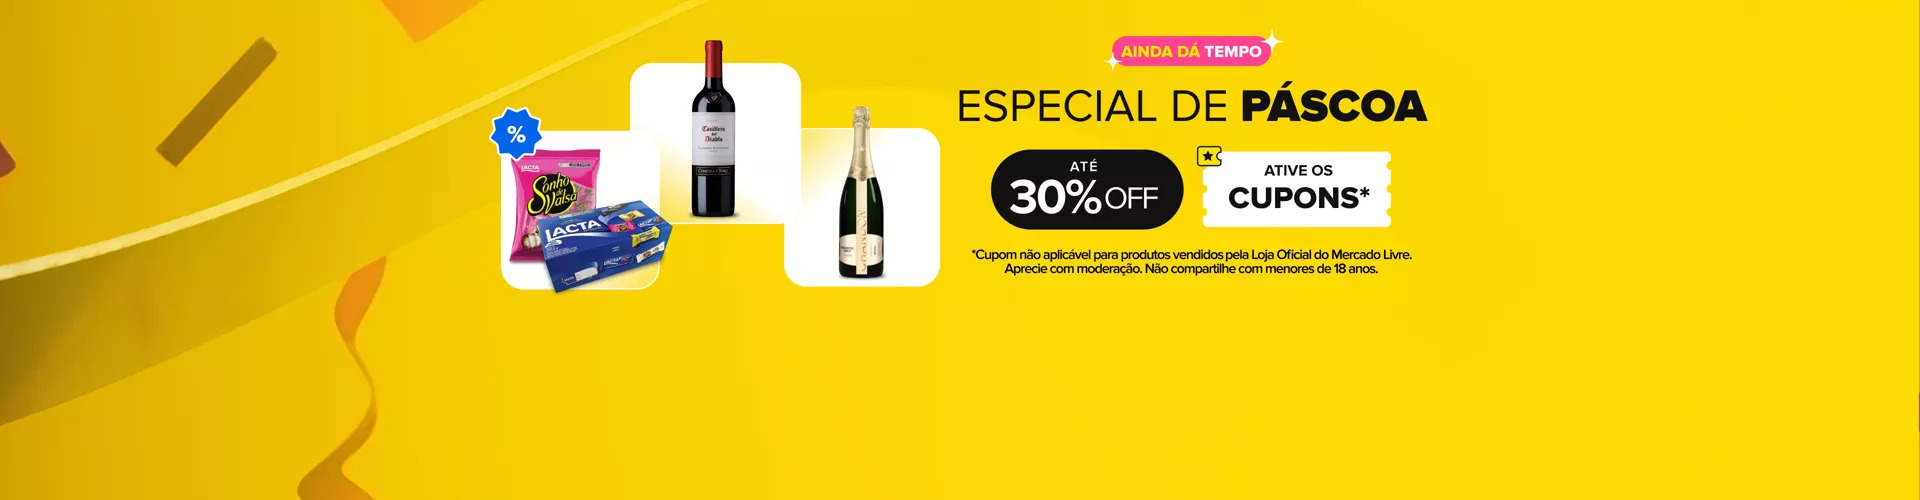 AINDA DÁ TEMPO
ESPECIAL DE PÁSCOA
ATÉ
30% OFF
ATIVE OS
CUPONS*
*Cupom não aplicável para produtos vendidos pela Loja Oficial do Mercado Livre.
Aprecie com moderação. Não compartilhe com menores de 18 anos.
%
LACTA
Sonho
de
Valsa
LACTA
Casillero
del
Diablo
CHANDON